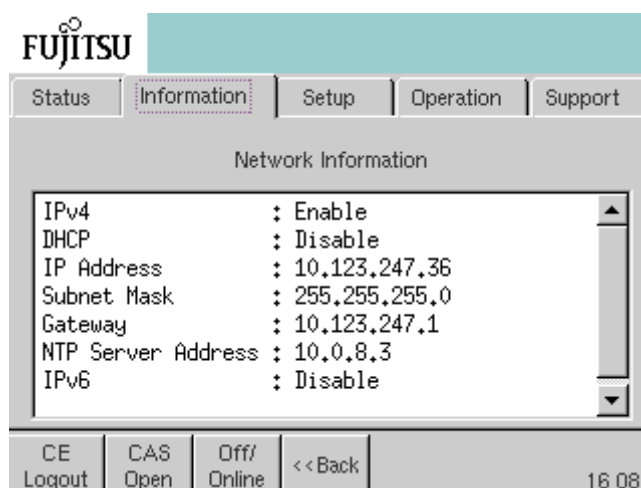 FUJITSU
Status Information Setup Operation Support
Network Information
IPv4 : Enable
DHCP : Disable
IP Address : 10.123.247.36
Subnet Mask : 255.255.255.0
Gateway : 10.123.247.1
NTP Server Address : 10.0.8.3
IPv6 : Disable
CE Logout CAS Open Off/ Online <<Back 16:08